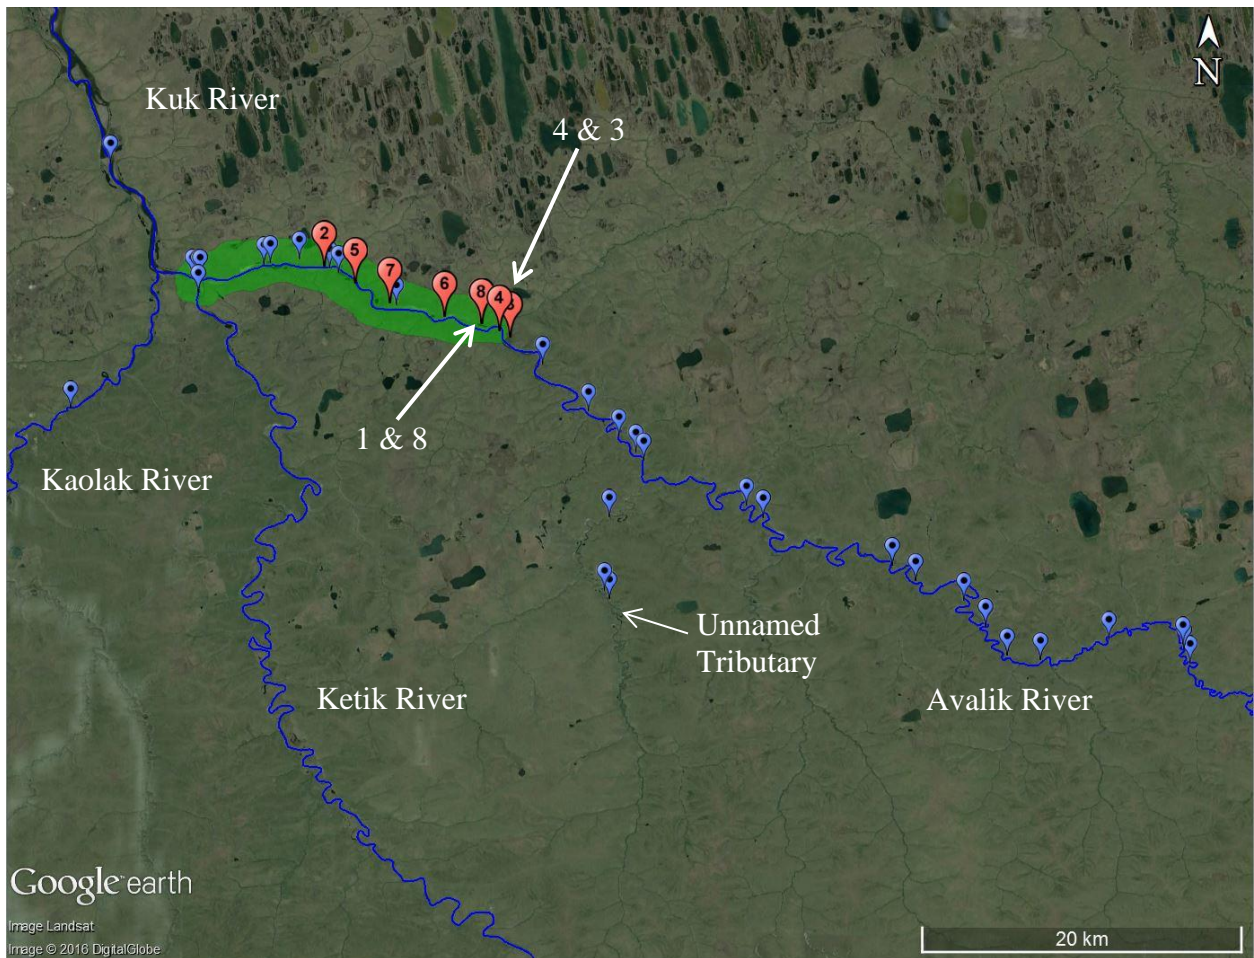 Kuk River
N
4 & 3
2
5
7
6
8
4
3
1 & 8
Kaolak River
Unnamed
Tributary
Ketik River
Avalik River
Google earth
Image Landsat
Image © 2016 DigitalGlobe
20 km